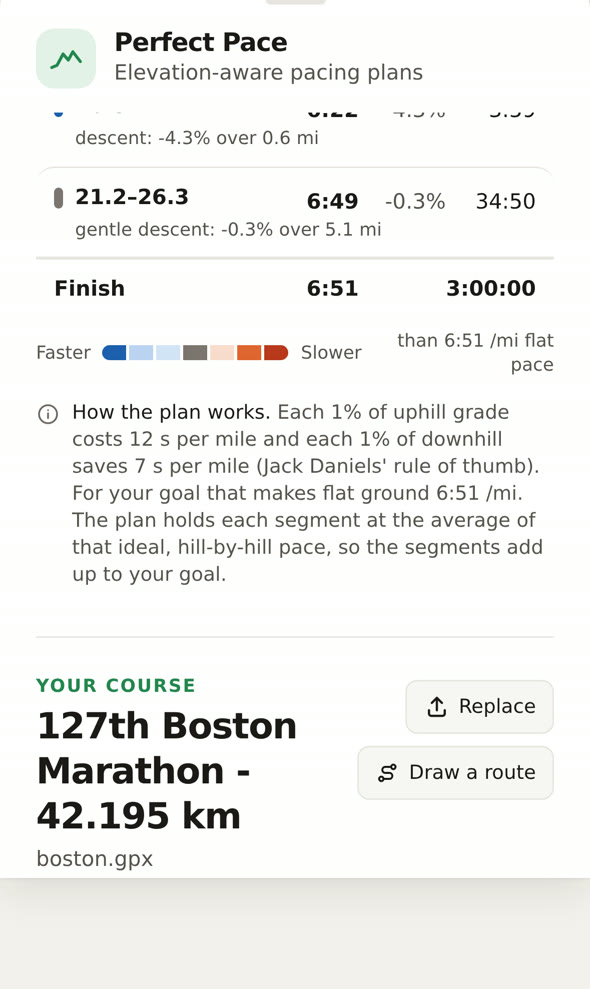 Perfect Pace
Elevation-aware pacing plans
descent: -4.3% over 0.6 mi
21.2–26.3 6:49 -0.3% 34:50
gentle descent: -0.3% over 5.1 mi
Finish 6:51 3:00:00
Faster Slower than 6:51 /mi flat
pace
How the plan works. Each 1% of uphill grade
costs 12 s per mile and each 1% of downhill
saves 7 s per mile (Jack Daniels' rule of thumb).
For your goal that makes flat ground 6:51 /mi.
The plan holds each segment at the average of
that ideal, hill-by-hill pace, so the segments add
up to your goal.
YOUR COURSE
127th Boston
Marathon -
42.195 km
boston.gpx
Replace
Draw a route